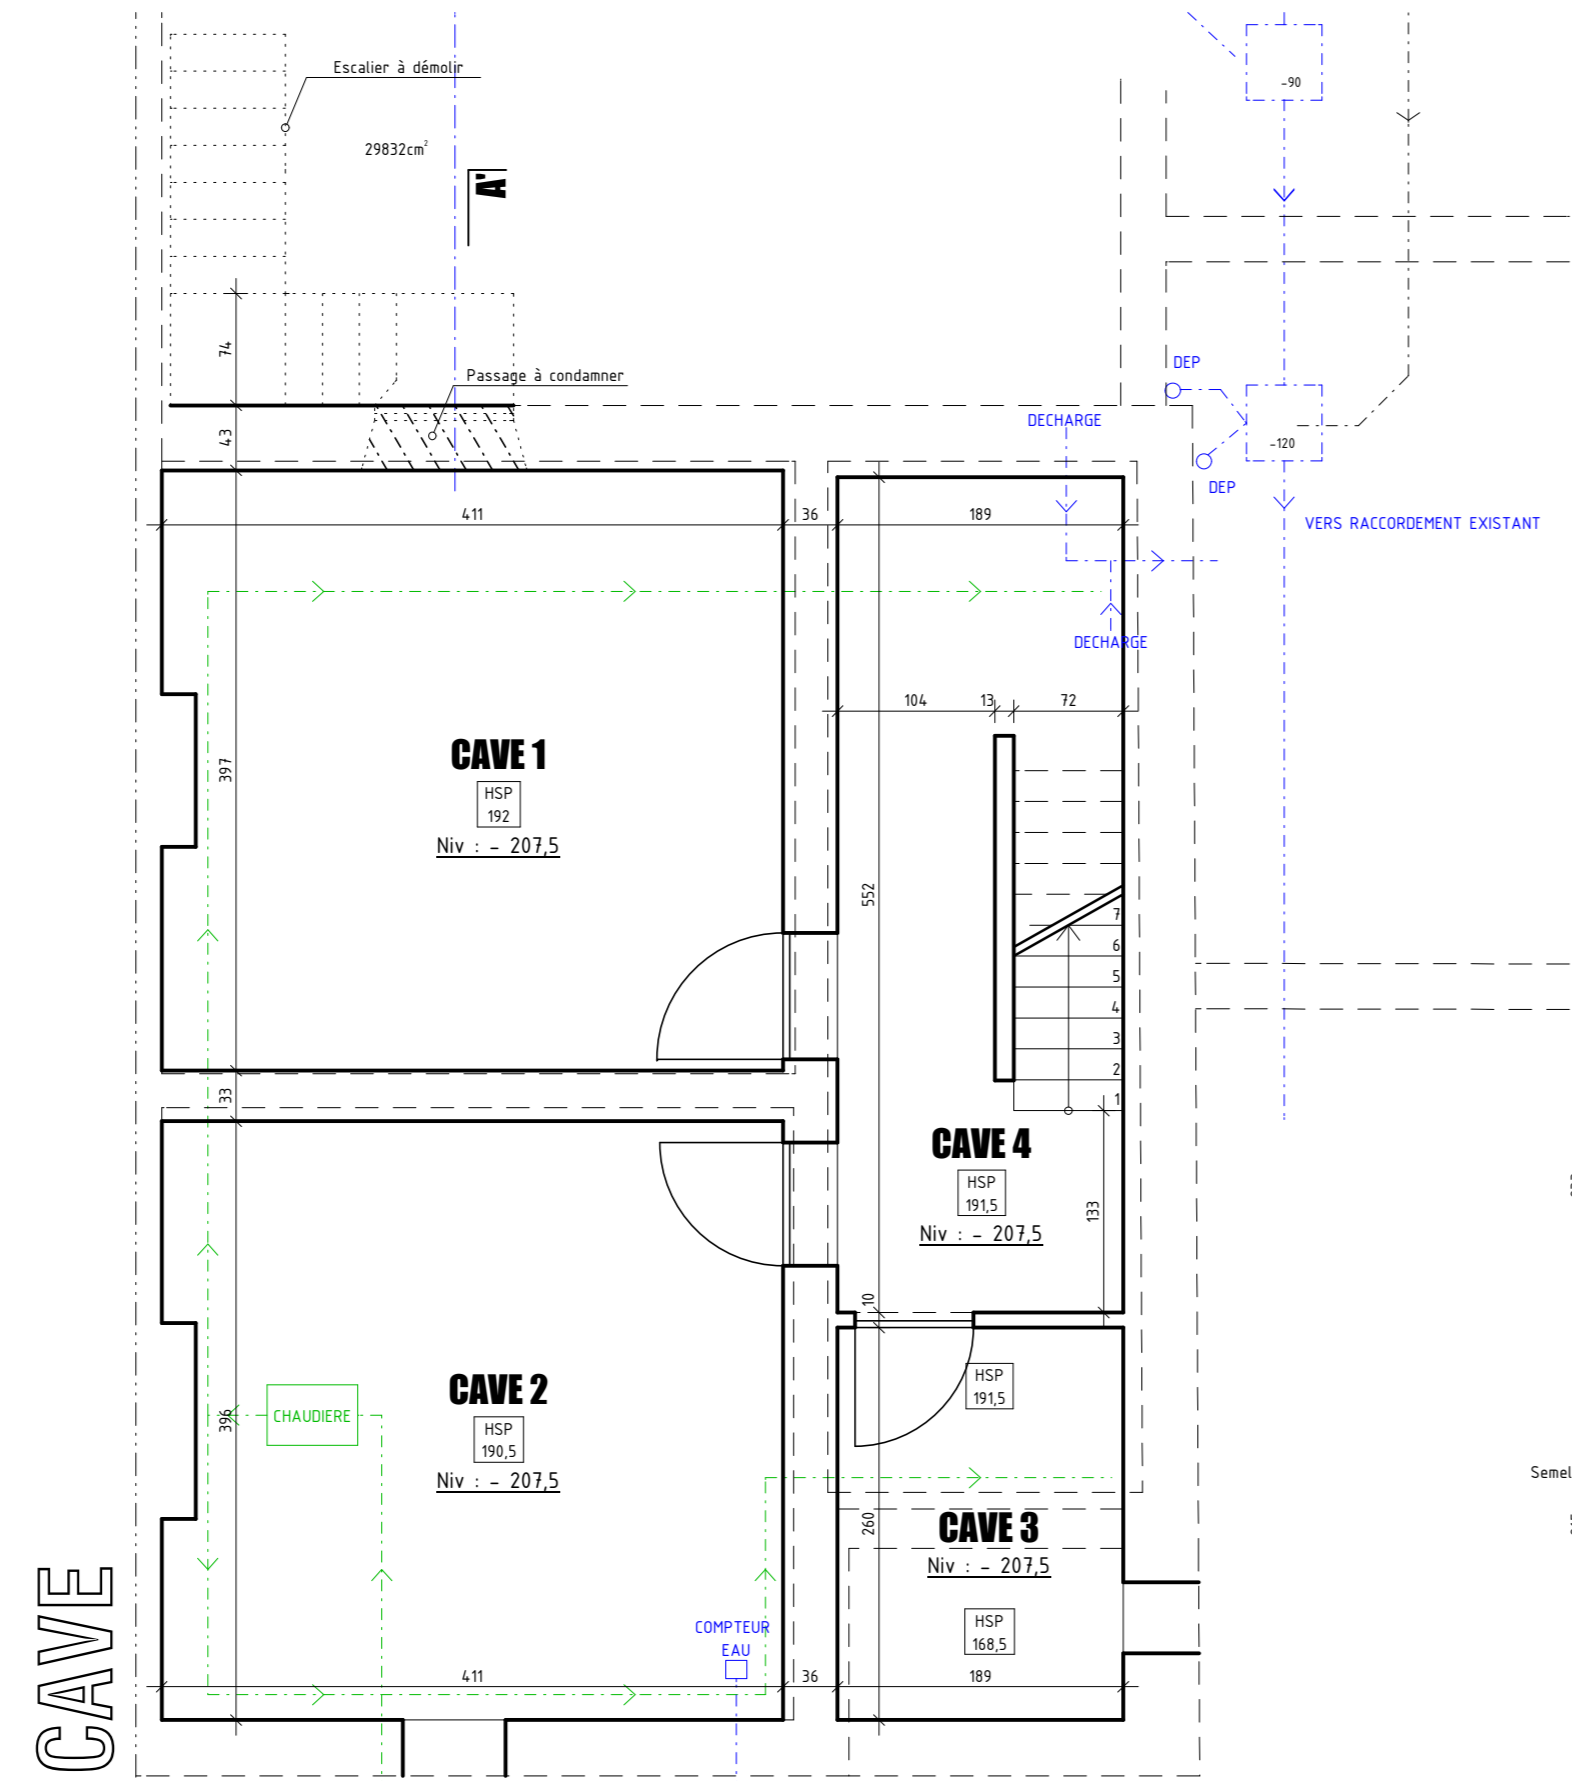 Escalier à démolir
-90
29832cm²
A'
74
Passage à condamner
DEP
DECHARGE
43
-120
DEP
411
36
189
VERS RACCORDEMENT EXISTANT
DECHARGE
104
13
72
CAVE 1
397
HSP
192
Niv : - 207,5
552
7
6
5
4
3
2
1
33
CAVE 4
HSP
191,5
133
Niv : - 207,5
10
CAVE 2
HSP
191,5
CHAUDIERE
396
HSP
190,5
Niv : - 207,5
Semel
260
CAVE 3
Niv : - 207,5
HSP
168,5
COMPTEUR
EAU
411
36
189
CAVE